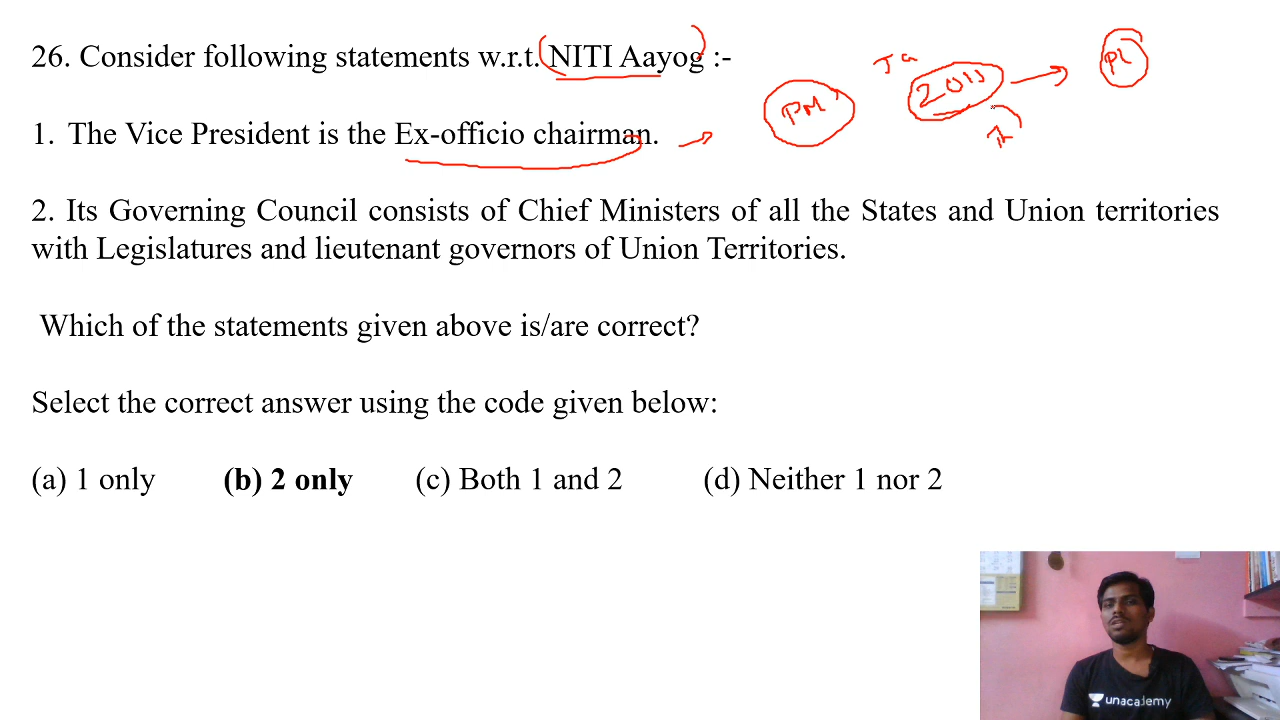 26. Consider following statements w.r.t. (NITI Aayog) :-
PM
2015
PC
1. The Vice President is the Ex-officio chairman.
2. Its Governing Council consists of Chief Ministers of all the States and Union territories
with Legislatures and lieutenant governors of Union Territories.
Which of the statements given above is/are correct?
Select the correct answer using the code given below:
(a) 1 only (b) 2 only (c) Both 1 and 2 (d) Neither 1 nor 2
unacademy